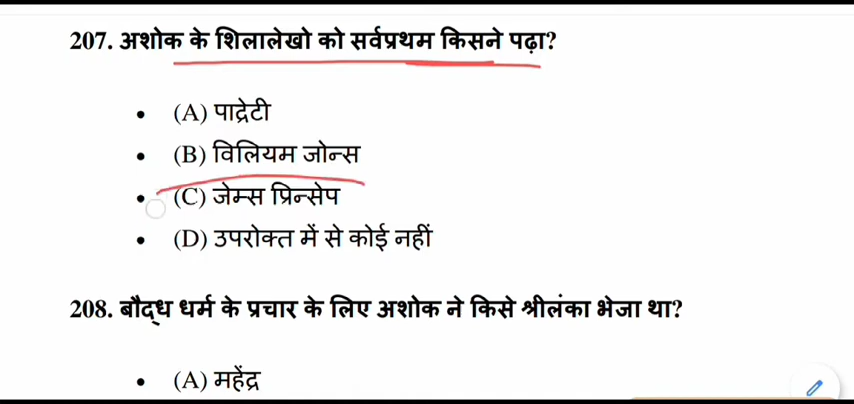 207. अशोक के शिलालेखो को सर्वप्रथम किसने पढ़ा?
• (A) पाद्रेटी
• (B) विलियम जोन्स
• (C) जेम्स प्रिन्सेप
• (D) उपरोक्त में से कोई नहीं
208. बौद्ध धर्म के प्रचार के लिए अशोक ने किसे श्रीलंका भेजा था?
• (A) महेंद्र